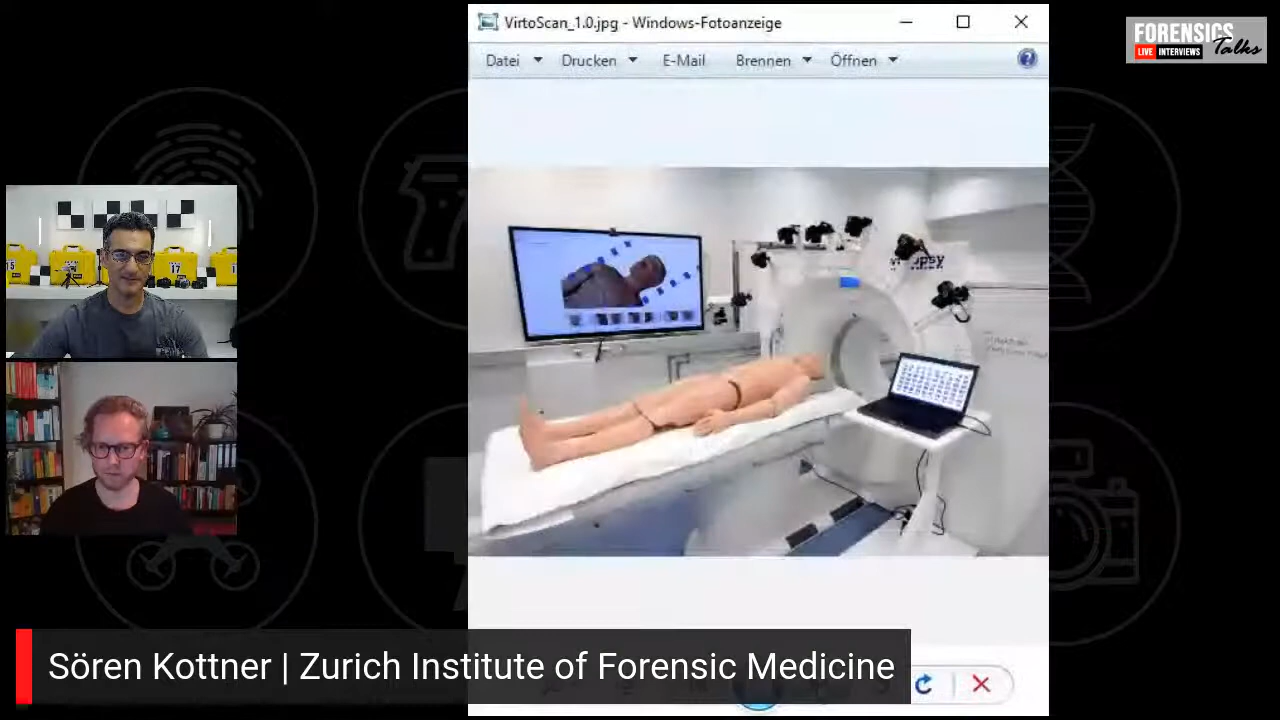 VirtoScan_1.0.jpg - Windows-Fotoanzeige
Datei
Drucken
E-Mail
Brennen
Öffnen
?
FORENSICS
LIVE INTERVIEWS Talks
17
Sören Kottner | Zurich Institute of Forensic Medicine